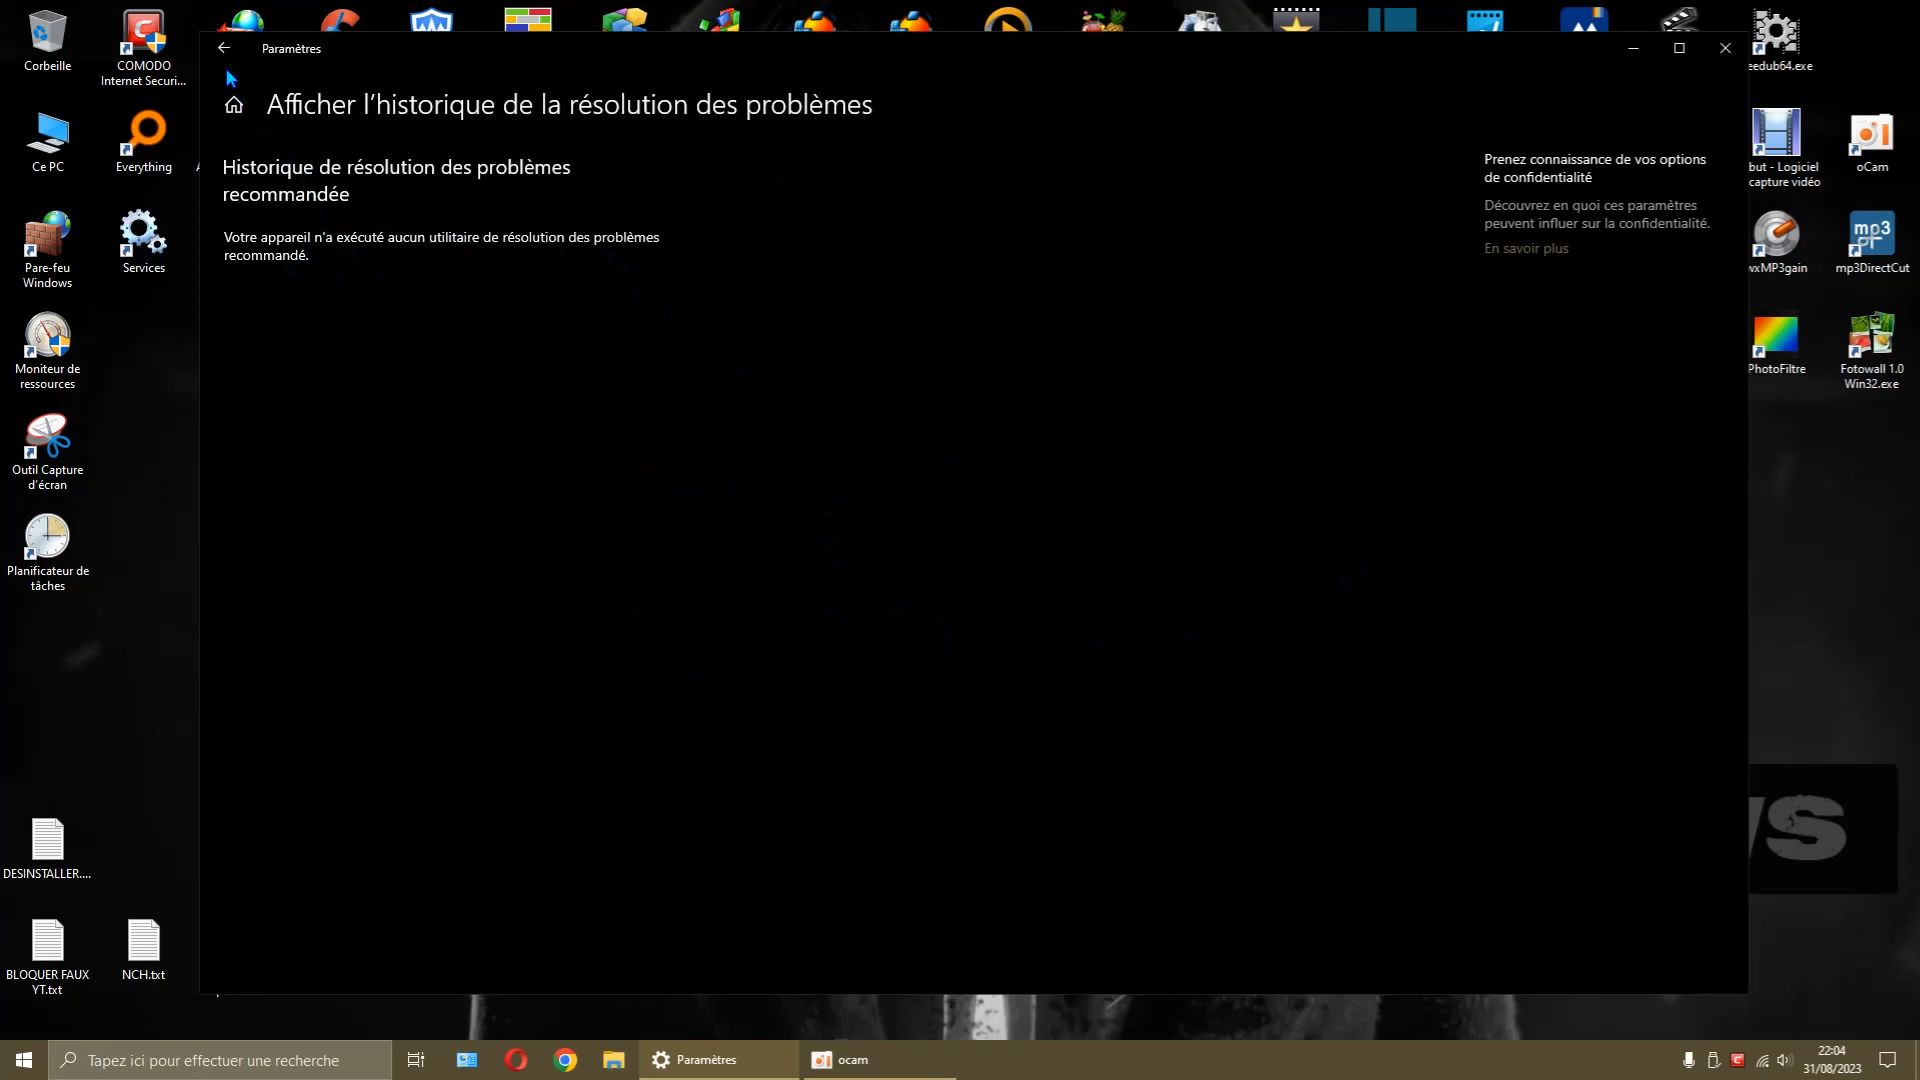 Corbeille
COMODO
Internet Securi...
eedub64.exe
Ce PC
Everything
but - Logiciel
capture vidéo
oCam
Pare-feu
Windows
Services
wxMP3gain
mp3
mp3DirectCut
Moniteur de
ressources
PhotoFiltre
Fotowall 1.0
Win32.exe
Outil Capture
d'écran
Planificateur de
tâches
DESINSTALLER....
BLOQUER FAUX
YT.txt
NCH.txt
Paramètres
Afficher l’historique de la résolution des problèmes
Historique de résolution des problèmes
recommandée
Votre appareil n'a exécuté aucun utilitaire de résolution des problèmes
recommandé.
Prenez connaissance de vos options
de confidentialité
Découvrez en quoi ces paramètres
peuvent influer sur la confidentialité.
En savoir plus
Tapez ici pour effectuer une recherche
Paramètres
ocam
22:04
31/08/2023